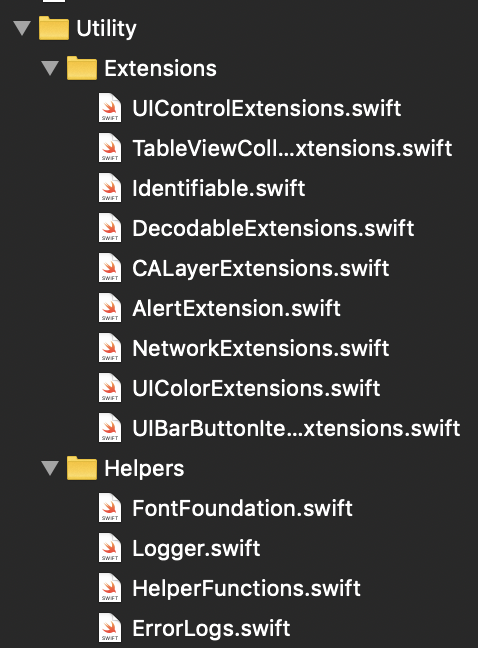 Utility
Extensions
UIControlExtensions.swift
TableViewColl...xtensions.swift
Identifiable.swift
DecodableExtensions.swift
CALayerExtensions.swift
AlertExtension.swift
NetworkExtensions.swift
UIColorExtensions.swift
UIBarButtonIte...xtensions.swift
Helpers
FontFoundation.swift
Logger.swift
HelperFunctions.swift
ErrorLogs.swift